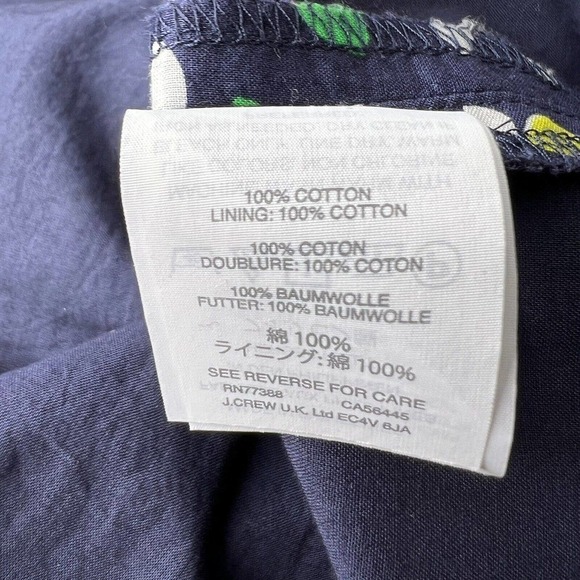 100% COTTON
LINING: 100% COTTON
100% COTON
DOUBLURE: 100% COTON
100% BAUMWOLLE
FUTTER: 100% BAUMWOLLE
綿 100%
ライニング: 綿 100%
SEE REVERSE FOR CARE
RN77388 CA56445
J.CREW U.K. Ltd EC4V 6JA